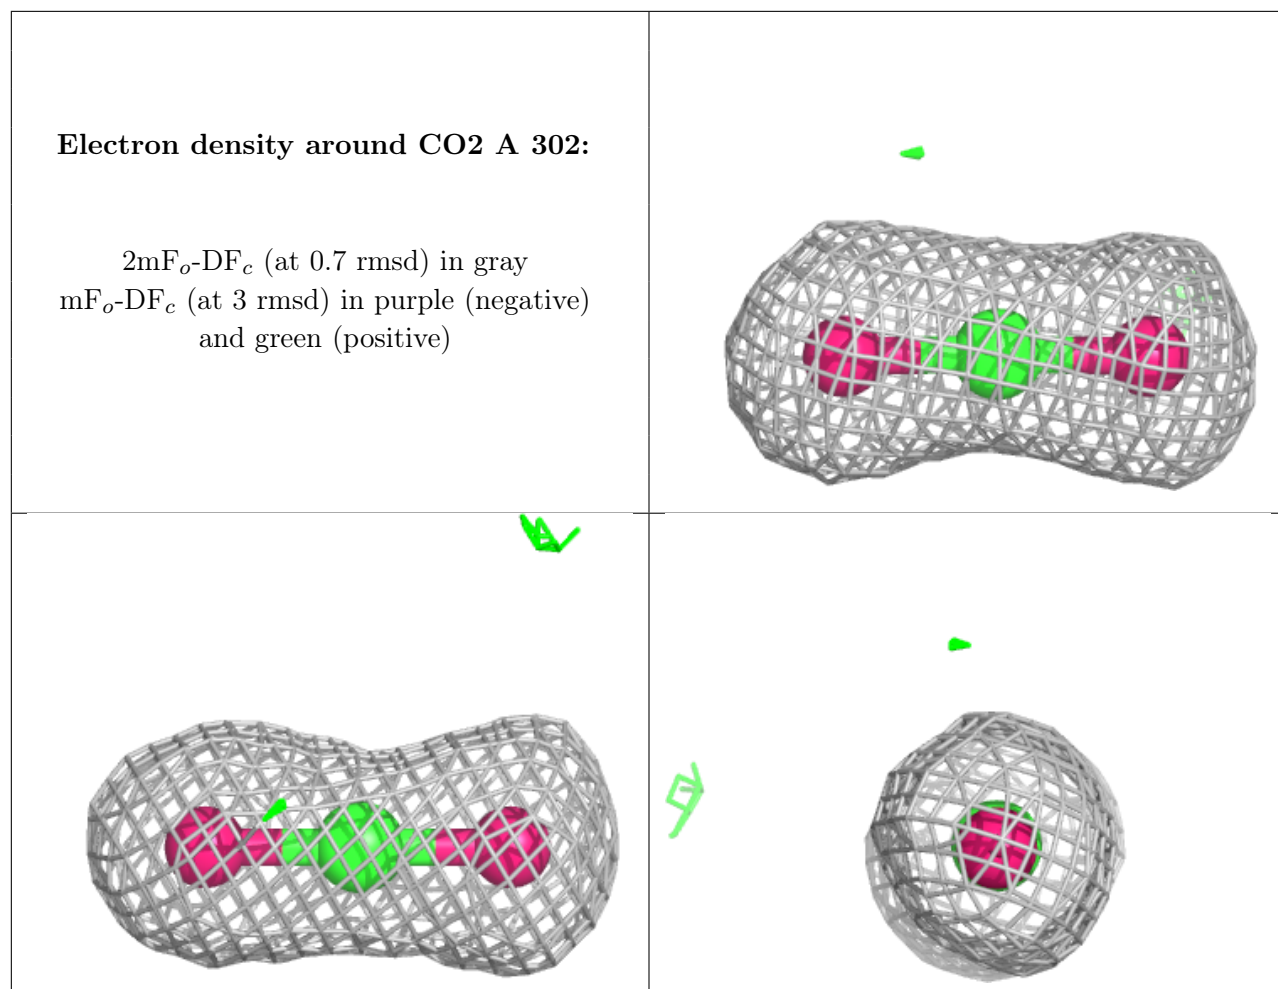 Electron density around CO2 A 302:
2mFo-DFc (at 0.7 rmsd) in gray
mFo-DFc (at 3 rmsd) in purple (negative)
and green (positive)